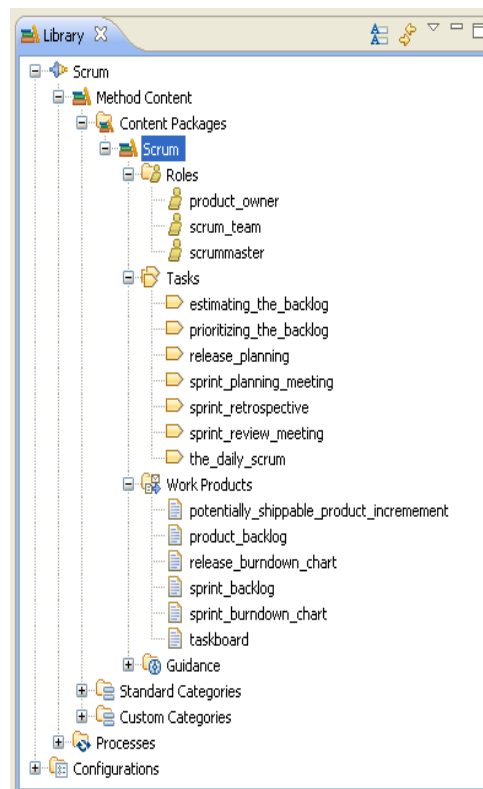 Library
Scrum
Method Content
Content Packages
Scrum
Roles
product_owner
scrum_team
scrummaster
Tasks
estimating_the_backlog
prioritizing_the_backlog
release_planning
sprint_planning_meeting
sprint_retrospective
sprint_review_meeting
the_daily_scrum
Work Products
potentially_shippable_product_incremement
product_backlog
release_burndown_chart
sprint_backlog
sprint_burndown_chart
taskboard
Guidance
Standard Categories
Custom Categories
Processes
Configurations